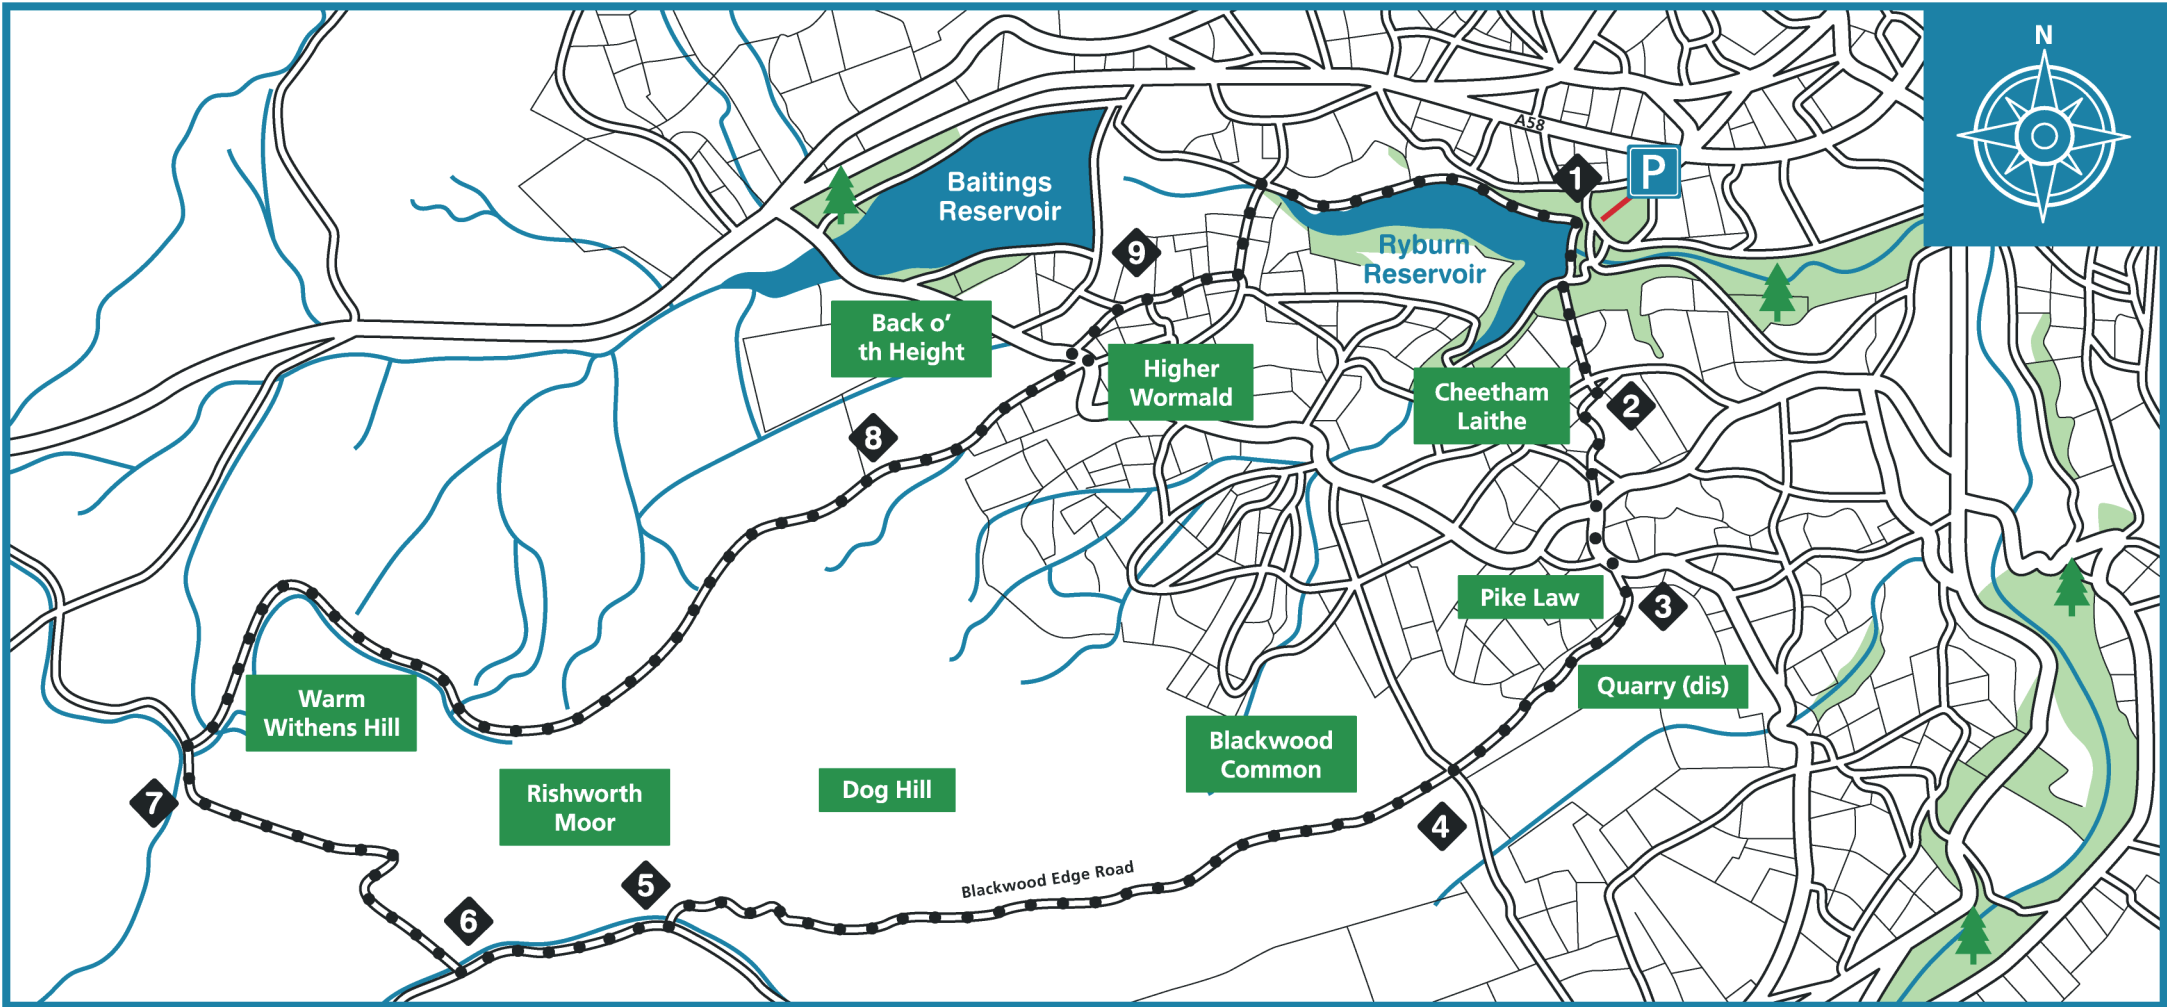 N
A58
1
P
Baitings
Reservoir
9
Ryburn
Reservoir
Back o’
th Height
Higher
Wormald
Cheetham
Laithe
2
8
Pike Law
3
Quarry (dis)
Warm
Withens Hill
Blackwood
Common
7
Rishworth
Moor
Dog Hill
4
5
Blackwood Edge Road
6